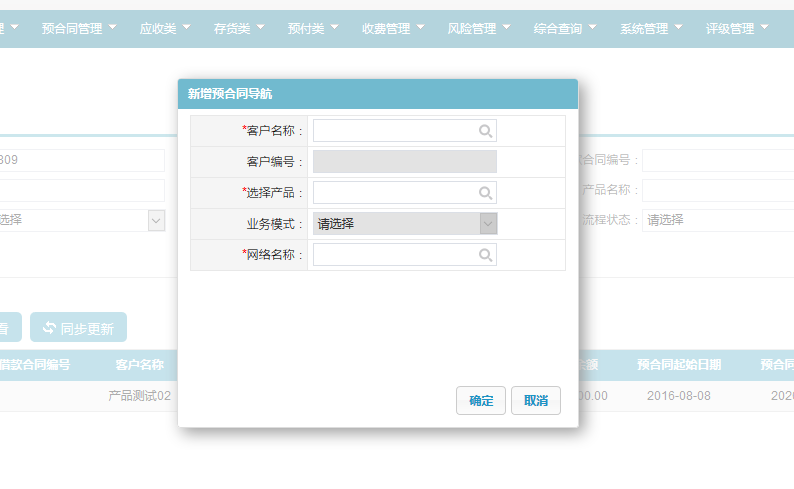 理 预合同管理 应收类 存货类 预付类 收费管理 风险管理 综合查询 系统管理 评级管理
新增预合同导航
*客户名称：
309 合同编号：
客户编号：
*选择产品： 产品名称：
选择 业务模式： 请选择 流程状态： 请选择
*网络名称：
看 同步更新
借款合同编号 客户名称 金额 预合同起始日期 预合同
产品测试02 00.00 2016-08-08 202
确定 取消